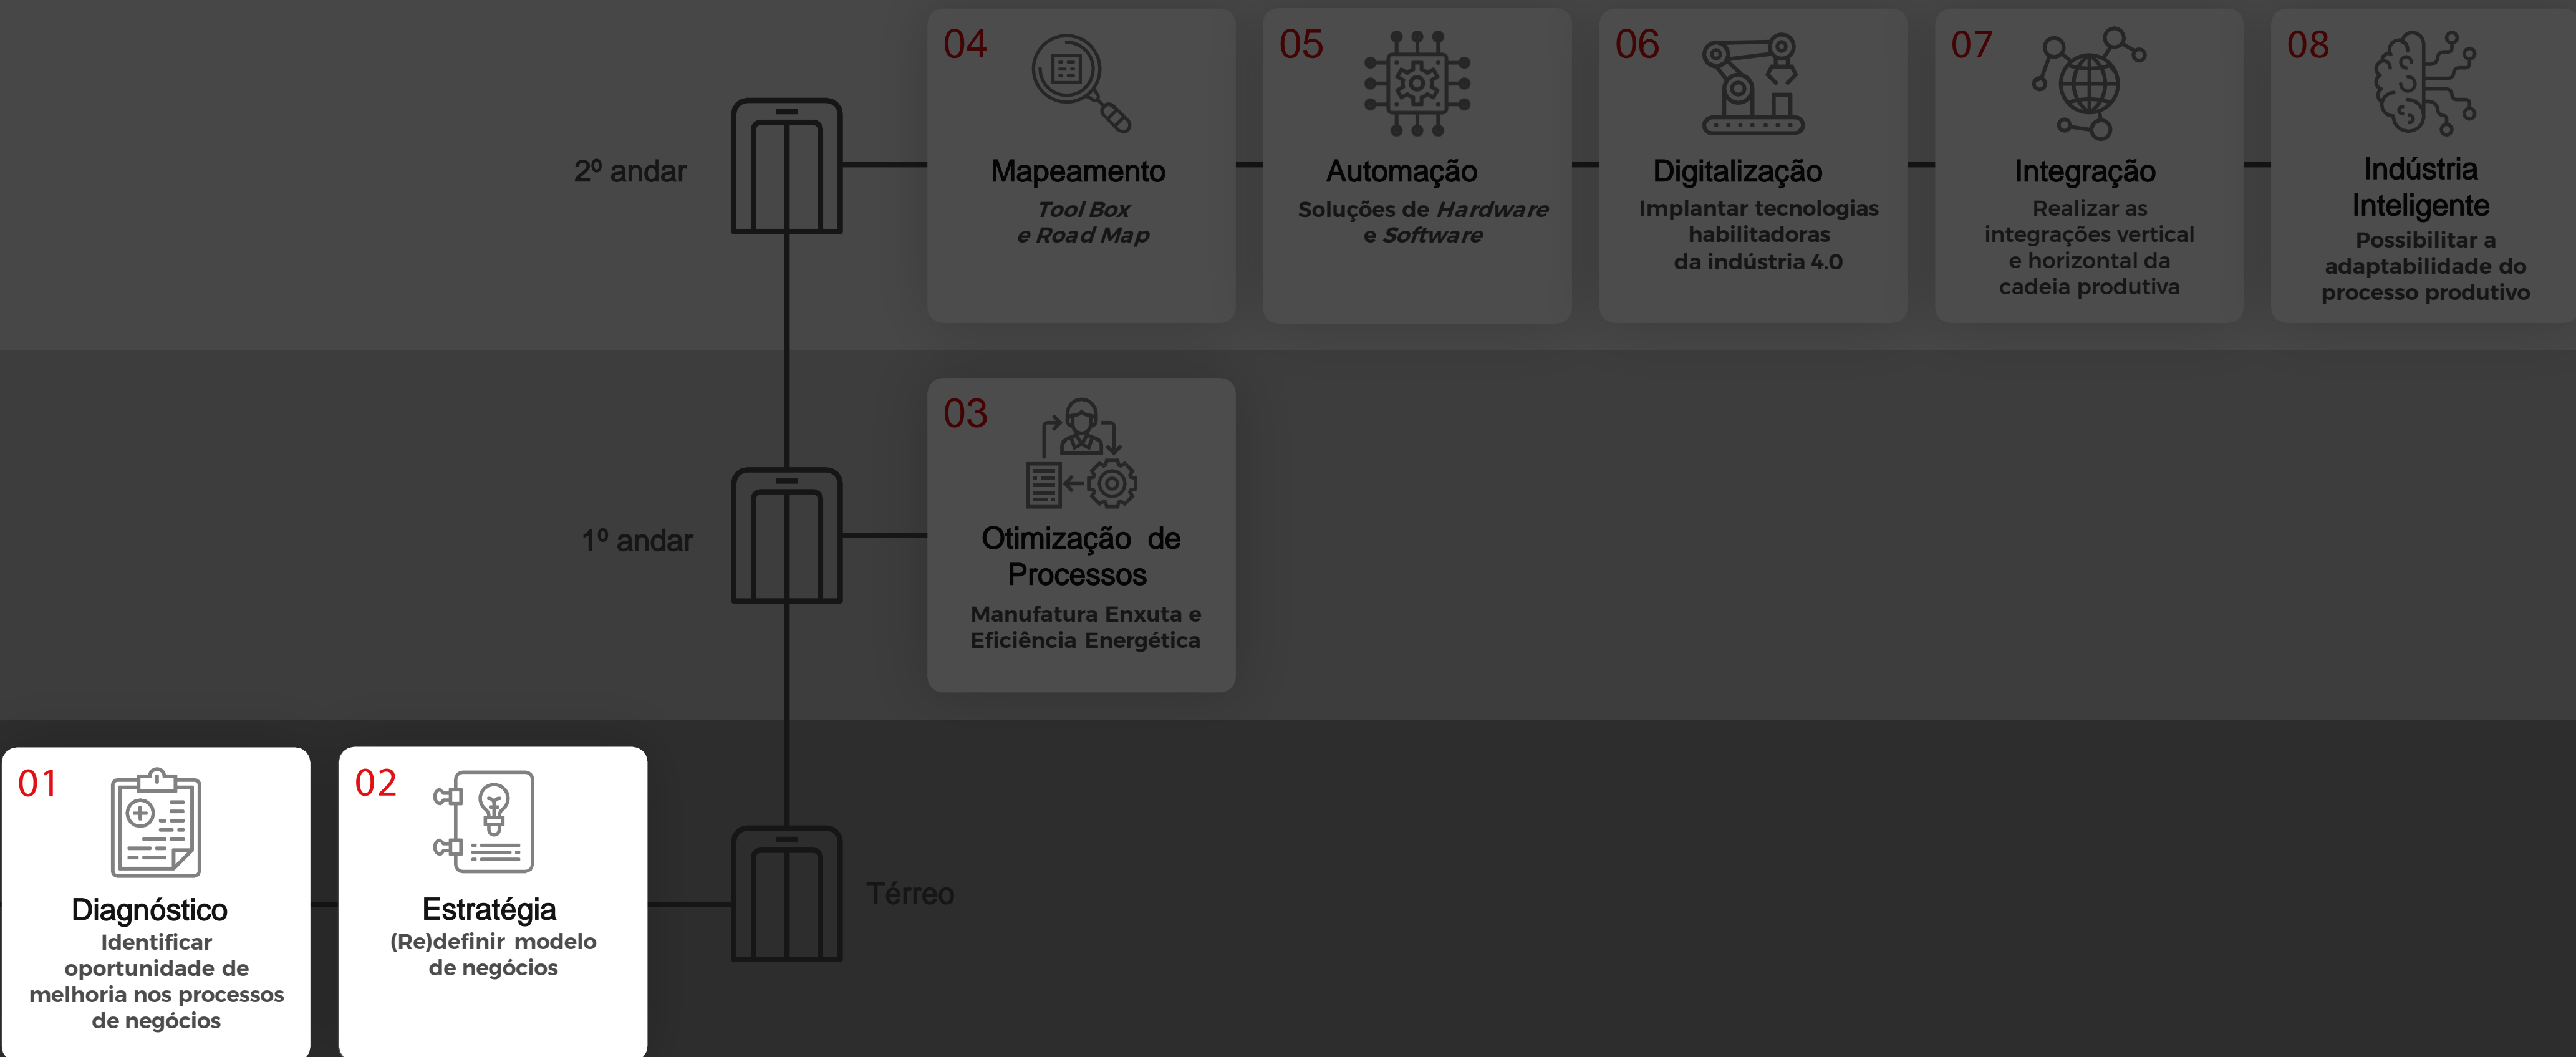 04
Mapeamento
Tool Box
e Road Map
05
Automação
Soluções de Hardware
e Software
06
Digitalização
Implantar tecnologias
habilitadoras
da indústria 4.0
07
Integração
Realizar as
integrações vertical
e horizontal da
cadeia produtiva
08
Indústria
Inteligente
Possibilitar a
adaptabilidade do
processo produtivo
2º andar
03
Otimização de
Processos
Manufatura Enxuta e
Eficiência Energética
1º andar
01
Diagnóstico
Identificar
oportunidade de
melhoria nos processos
de negócios
02
Estratégia
(Re)definir modelo
de negócios
Térreo